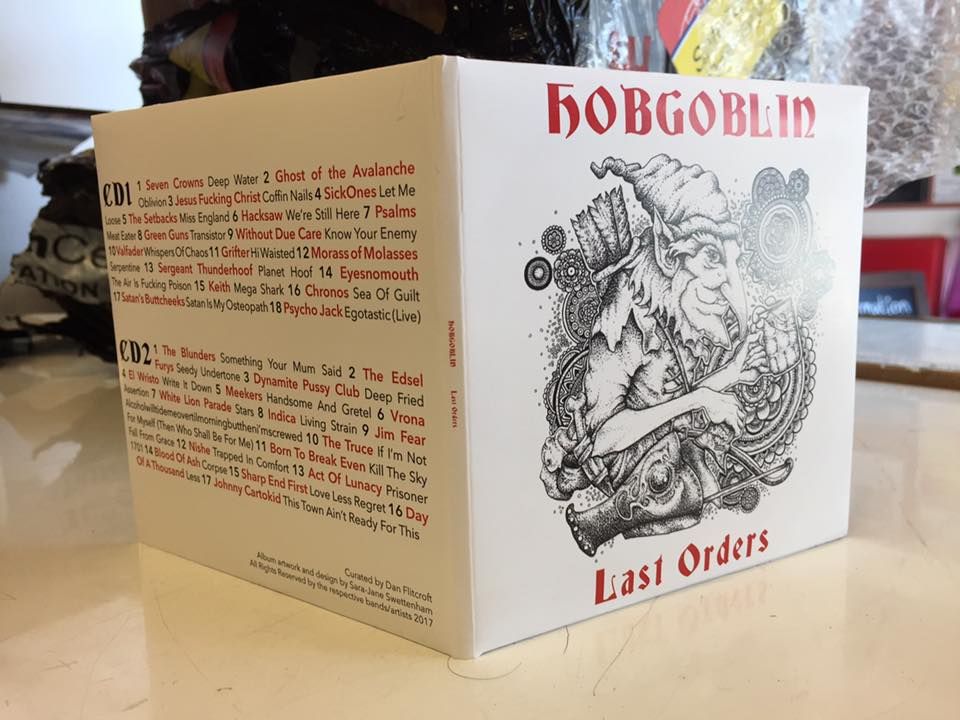 CD1
1 Seven Crowns Deep Water 2 Ghost of the Avalanche
Oblivion 3 Jesus Fucking Christ Coffin Nails 4 SickOnes Let Me
Loose 5 The Setbacks Miss England 6 Hacksaw We're Still Here 7 Psalms
Meat Eater 8 Green Guns Transistor 9 Without Due Care Know Your Enemy
10 Valfader Whispers Of Chaos 11 Grifter Hi Waisted 12 Morass of Molasses
Serpentine 13 Sergeant Thunderhoof Planet Hoof 14 Eyesnomouth
The Air Is Fucking Poison 15 Keith Mega Shark 16 Chronos Sea Of Guilt
17 Satan's Buttcheeks Satan Is My Osteopath 18 Psycho Jack Egotastic (Live)
CD2
1 The Blunders Something Your Mum Said 2 The Edsel
Furys Seedy Undertone 3 Dynamite Pussy Club Deep Fried
4 El Wristo Write It Down 5 Meekers Handsome And Gretel 6 Vrona
Assertion 7 White Lion Parade Stars 8 Indica Living Strain 9 Jim Fear
Alcoholwilltidemeovertilmorningbuttheni'mscrewed 10 The Truce If I'm Not
For Myself (Then Who Shall Be For Me) 11 Born To Break Even Kill The Sky
Fall From Grace 12 Nishe Trapped In Comfort 13 Act Of Lunacy Prisoner
1701 14 Blood Of Ash Corpse 15 Sharp End First Love Less Regret 16 Day
Of A Thousand Less 17 Johnny Cartokid This Town Ain't Ready For This
Curated by Dan Flitcroft
Album artwork and design by Sara-Jane Swettenham
All Rights Reserved by the respective bands/artists 2017
HOBGOBLIN Last Orders
HOBGOBLIN
Last Orders